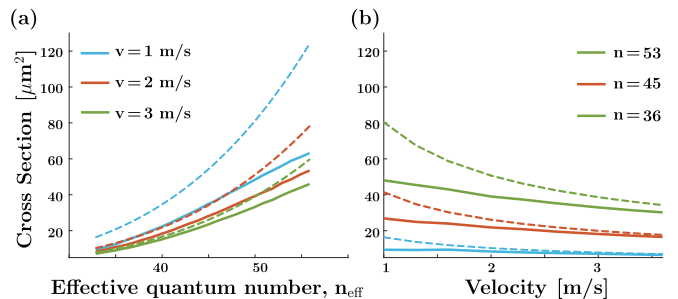 (a)
Cross Section [μm²]
120
100
80
60
40
20
v = 1 m/s
v = 2 m/s
v = 3 m/s
40
50
Effective quantum number, n_eff
(b)
120
100
80
60
40
20
n = 53
n = 45
n = 36
1
2
3
Velocity [m/s]